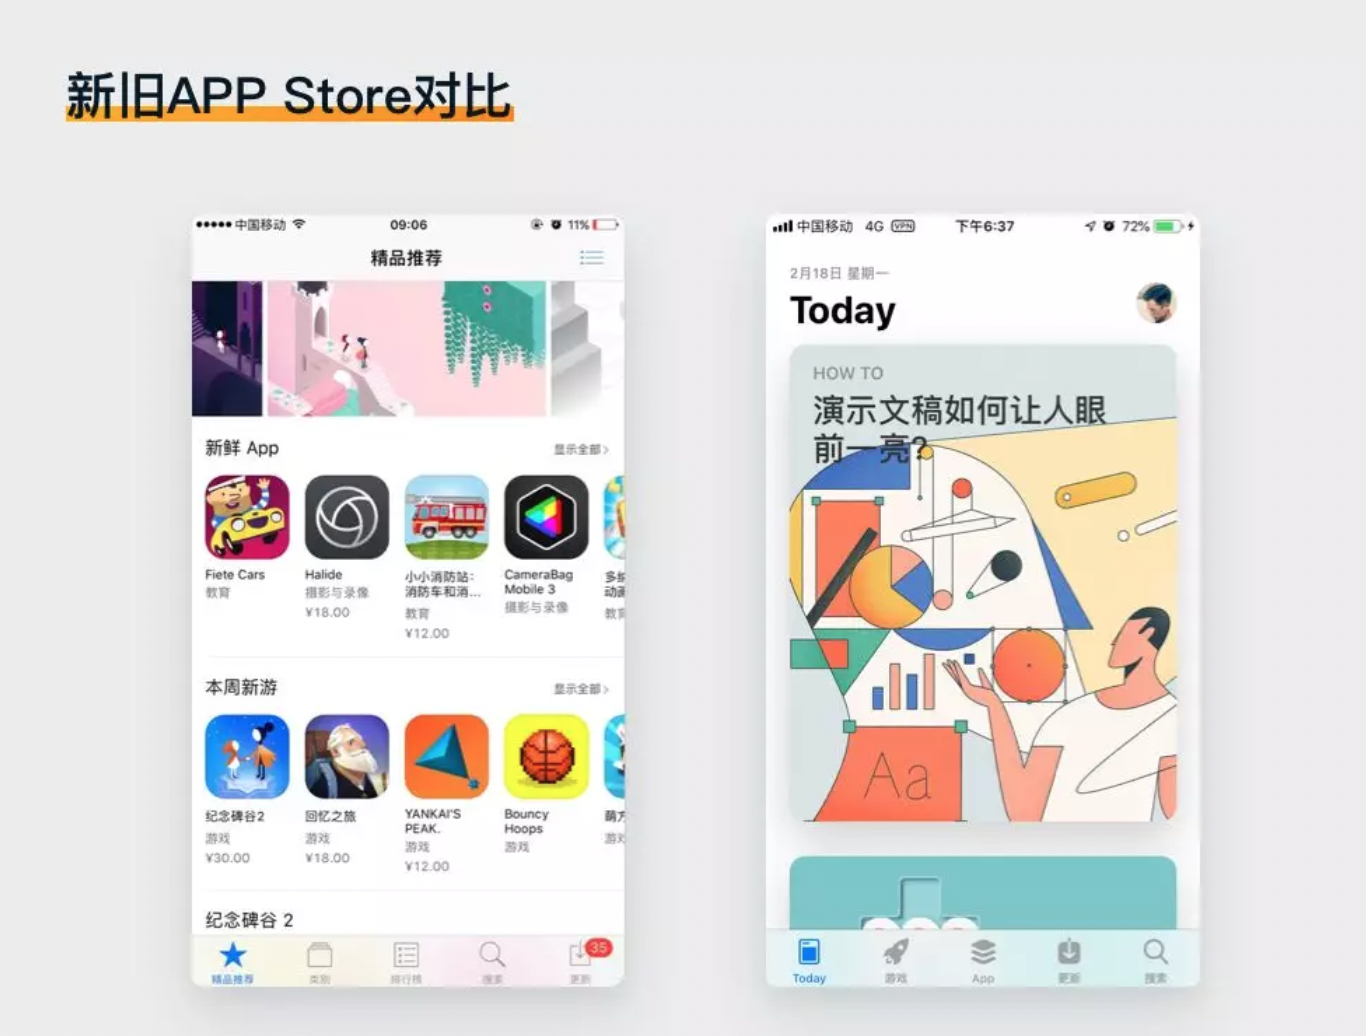 新旧APP Store对比
中国移动 09:06 11%
精品推荐
新鲜 App 显示全部
Fiete Cars
教育
Halide
摄影与录像
¥18.00
小小消防站：
消防车和消...
教育
¥12.00
CameraBag
Mobile 3
摄影与录像
动画
教育
本周新游 显示全部
纪念碑谷2
游戏
¥30.00
回忆之旅
游戏
¥18.00
YANKAI'S
PEAK.
游戏
¥12.00
Bouncy
Hoops
游戏
萌方
游戏
纪念碑谷 2
35
精品推荐 类别 排行榜 搜索 更新
中国移动 4G VPN 下午6:37 72%
2月18日 星期一
Today
HOW TO
演示文稿如何让人眼
前一亮?
Aa
Today 游戏 App 更新 搜索